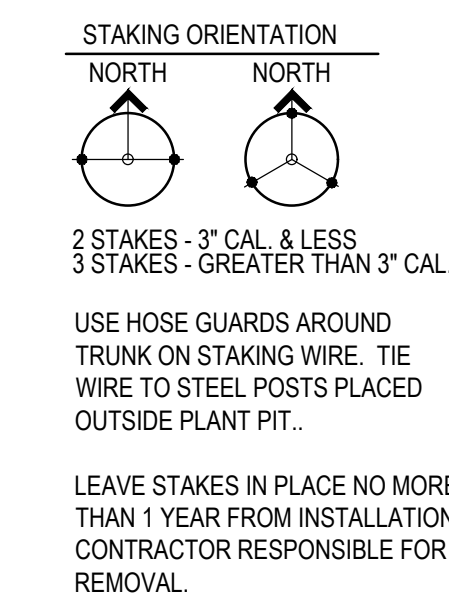 STAKING ORIENTATION
NORTH NORTH
2 STAKES - 3" CAL. & LESS
3 STAKES - GREATER THAN 3" CAL.
USE HOSE GUARDS AROUND
TRUNK ON STAKING WIRE. TIE
WIRE TO STEEL POSTS PLACED
OUTSIDE PLANT PIT..
LEAVE STAKES IN PLACE NO MORE
THAN 1 YEAR FROM INSTALLATION
CONTRACTOR RESPONSIBLE FOR
REMOVAL.